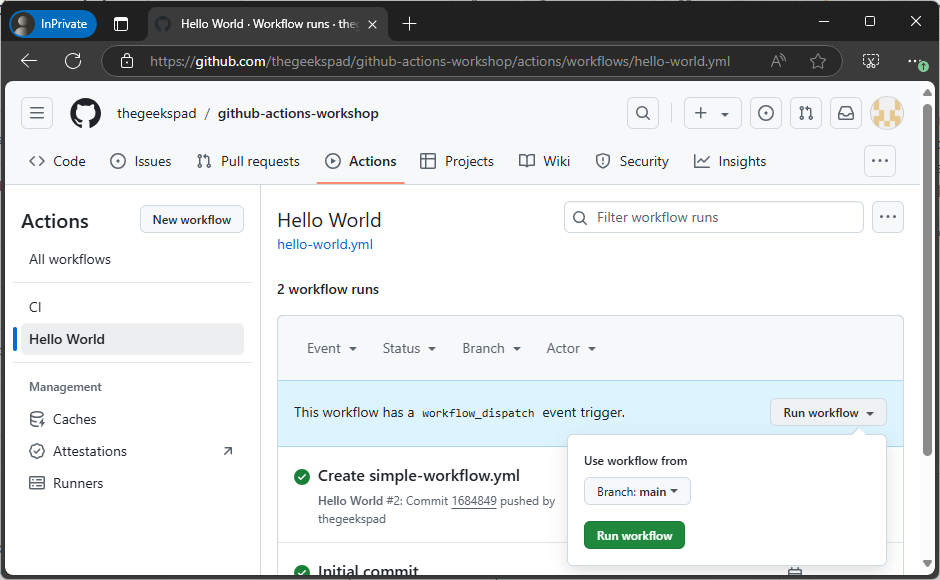 InPrivate
Hello World · Workflow runs · the
https://github.com/thegeekspad/github-actions-workshop/actions/workflows/hello-world.yml
thegeekspad / github-actions-workshop
Code Issues Pull requests Actions Projects Wiki Security Insights
Actions
New workflow
All workflows
CI
Hello World
Management
Caches
Attestations
Runners
Hello World
hello-world.yml
Filter workflow runs
2 workflow runs
Event Status Branch Actor
This workflow has a workflow_dispatch event trigger.
Run workflow
Use workflow from
Branch: main
Run workflow
Create simple-workflow.yml
Hello World #2: Commit 1684849 pushed by
thegeekspad
Initial commit